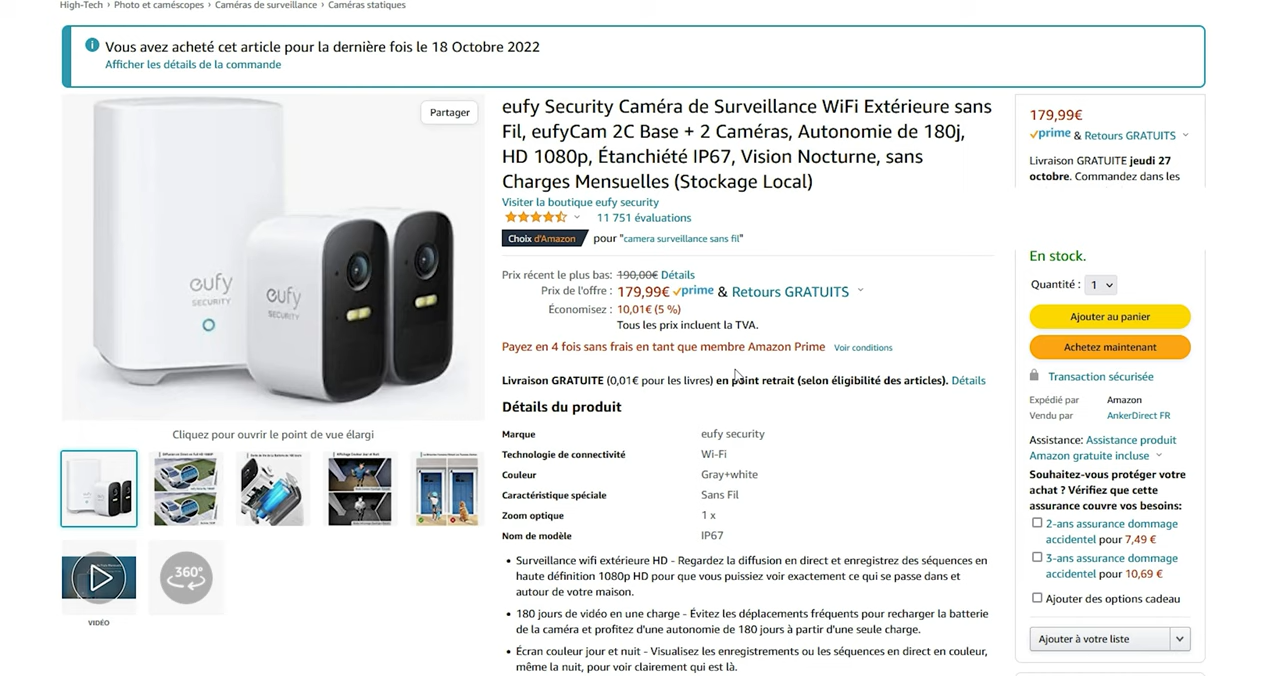 High-Tech › Photo et caméscopes › Caméras de surveillance › Caméras statiques
Vous avez acheté cet article pour la dernière fois le 18 Octobre 2022
Afficher les détails de la commande
Partager
eufy
SECURITY
eufy
SECURITY
Cliquez pour ouvrir le point de vue élargi
360°
VIDÉO
eufy Security Caméra de Surveillance WiFi Extérieure sans
Fil, eufyCam 2C Base + 2 Caméras, Autonomie de 180j,
HD 1080p, Étanchiété IP67, Vision Nocturne, sans
Charges Mensuelles (Stockage Local)
Visiter la boutique eufy security
11 751 évaluations
Choix d'Amazon pour "camera surveillance sans fil"
Prix récent le plus bas: 190,00€ Détails
Prix de l'offre : 179,99€ prime & Retours GRATUITS
Économisez : 10,01€ (5 %)
Tous les prix incluent la TVA.
Payez en 4 fois sans frais en tant que membre Amazon Prime Voir conditions
Livraison GRATUITE (0,01€ pour les livres) en point retrait (selon éligibilité des articles). Détails
Détails du produit
Marque eufy security
Technologie de connectivité Wi-Fi
Couleur Gray+white
Caractéristique spéciale Sans Fil
Zoom optique 1 x
Nom de modèle IP67
• Surveillance wifi extérieure HD - Regardez la diffusion en direct et enregistrez des séquences en
haute définition 1080p HD pour que vous puissiez voir exactement ce qui se passe dans et
autour de votre maison.
• 180 jours de vidéo en une charge - Évitez les déplacements fréquents pour recharger la batterie
de la caméra et profitez d'une autonomie de 180 jours à partir d'une seule charge.
• Écran couleur jour et nuit - Visualisez les enregistrements ou les séquences en direct en couleur,
même la nuit, pour voir clairement qui est là.
179,99€
prime & Retours GRATUITS
Livraison GRATUITE jeudi 27
octobre. Commandez dans les
En stock.
Quantité : 1
Ajouter au panier
Achetez maintenant
Transaction sécurisée
Expédié par Amazon
Vendu par AnkerDirect FR
Assistance: Assistance produit
Amazon gratuite incluse
Souhaitez-vous protéger votre
achat ? Vérifiez que cette
assurance couvre vos besoins:
2-ans assurance dommage
accidentel pour 7,49 €
3-ans assurance dommage
accidentel pour 10,69 €
Ajouter des options cadeau
Ajouter à votre liste